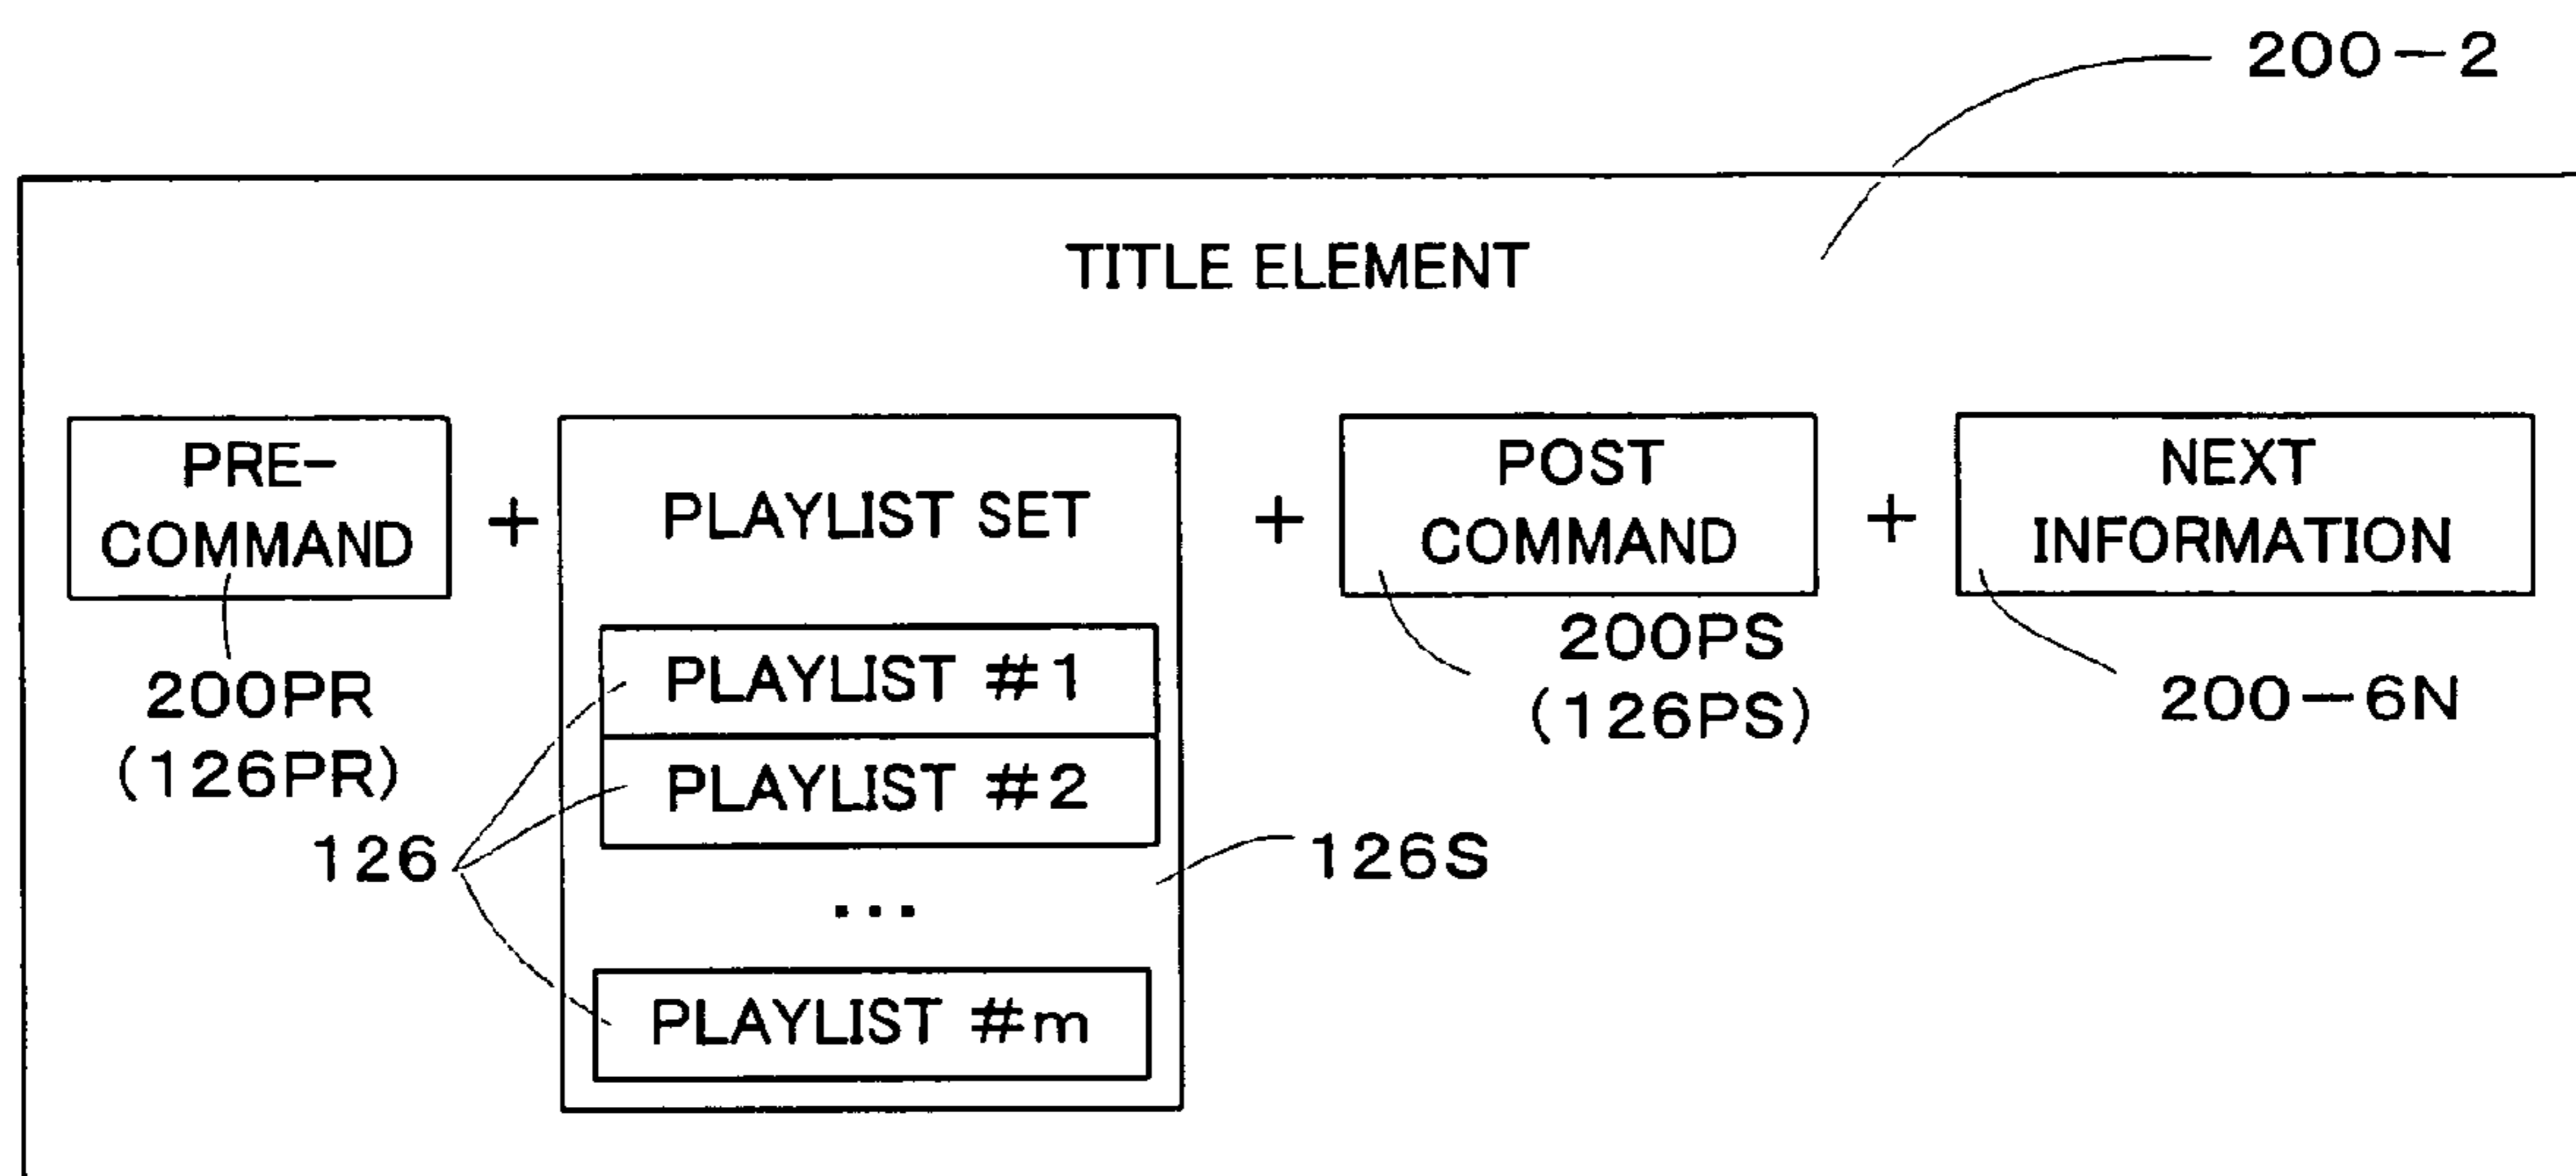 200-2
TITLE ELEMENT
PRE-
COMMAND
200PR
(126PR)
+
PLAYLIST SET
PLAYLIST #1
PLAYLIST #2
...
PLAYLIST #m
126
126S
+
POST
COMMAND
200PS
(126PS)
+
NEXT
INFORMATION
200-6N